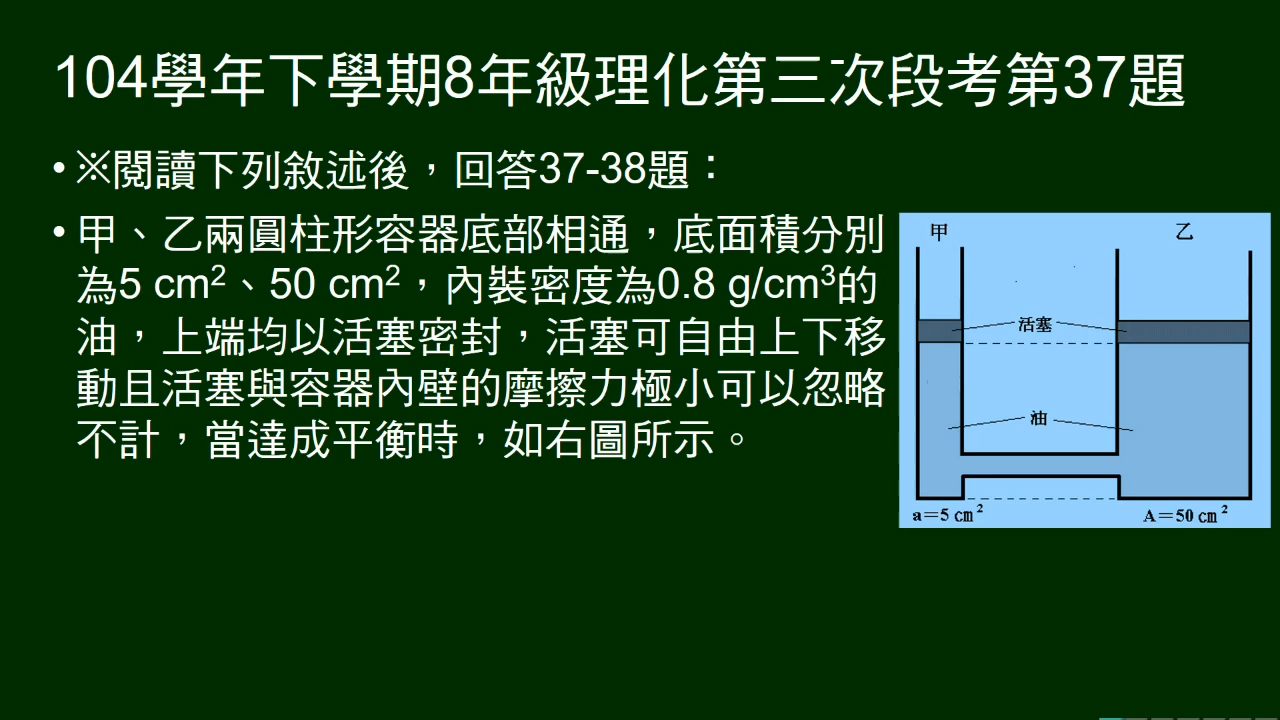 104學年下學期8年級理化第三次段考第37題
•※閱讀下列敘述後，回答37-38題：
•甲、乙兩圓柱形容器底部相通，底面積分別
為5 cm²、50 cm²，內裝密度為0.8 g/cm³的
油，上端均以活塞密封，活塞可自由上下移
動且活塞與容器內壁的摩擦力極小可以忽略
不計，當達成平衡時，如右圖所示。
甲 乙
活塞
油
a＝5 cm² A＝50 cm²